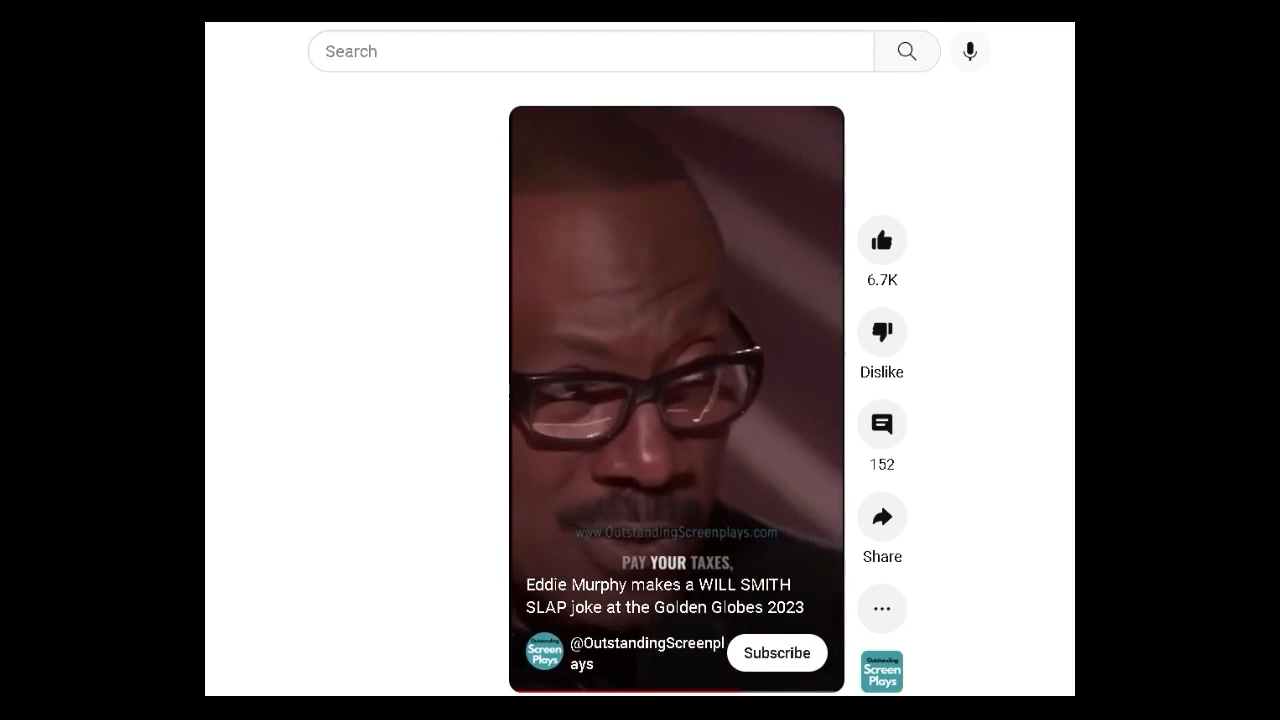 Search
6.7K
Dislike
152
Share
www.OutstandingScreenplays.com
PAY YOUR TAXES,
Eddie Murphy makes a WILL SMITH
SLAP joke at the Golden Globes 2023
Outstanding
Screen
Plays
@OutstandingScreenpl
ays
Subscribe
Outstanding
Screen
Plays